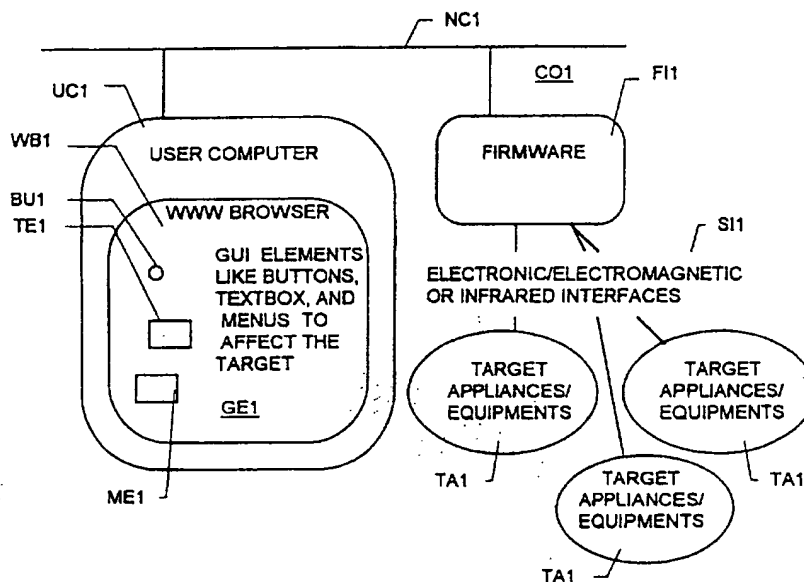 NC1
CO1
FI1
UC1
USER COMPUTER
FIRMWARE
WB1
WWW BROWSER
BU1
TE1
GUI ELEMENTS
LIKE BUTTONS,
TEXTBOX, AND
MENUS TO
AFFECT THE
TARGET
GE1
ME1
SI1
ELECTRONIC/ELECTROMAGNETIC
OR INFRARED INTERFACES
TARGET
APPLIANCES/
EQUIPMENTS
TA1
TARGET
APPLIANCES/
EQUIPMENTS
TA1
TARGET
APPLIANCES/
EQUIPMENTS
TA1